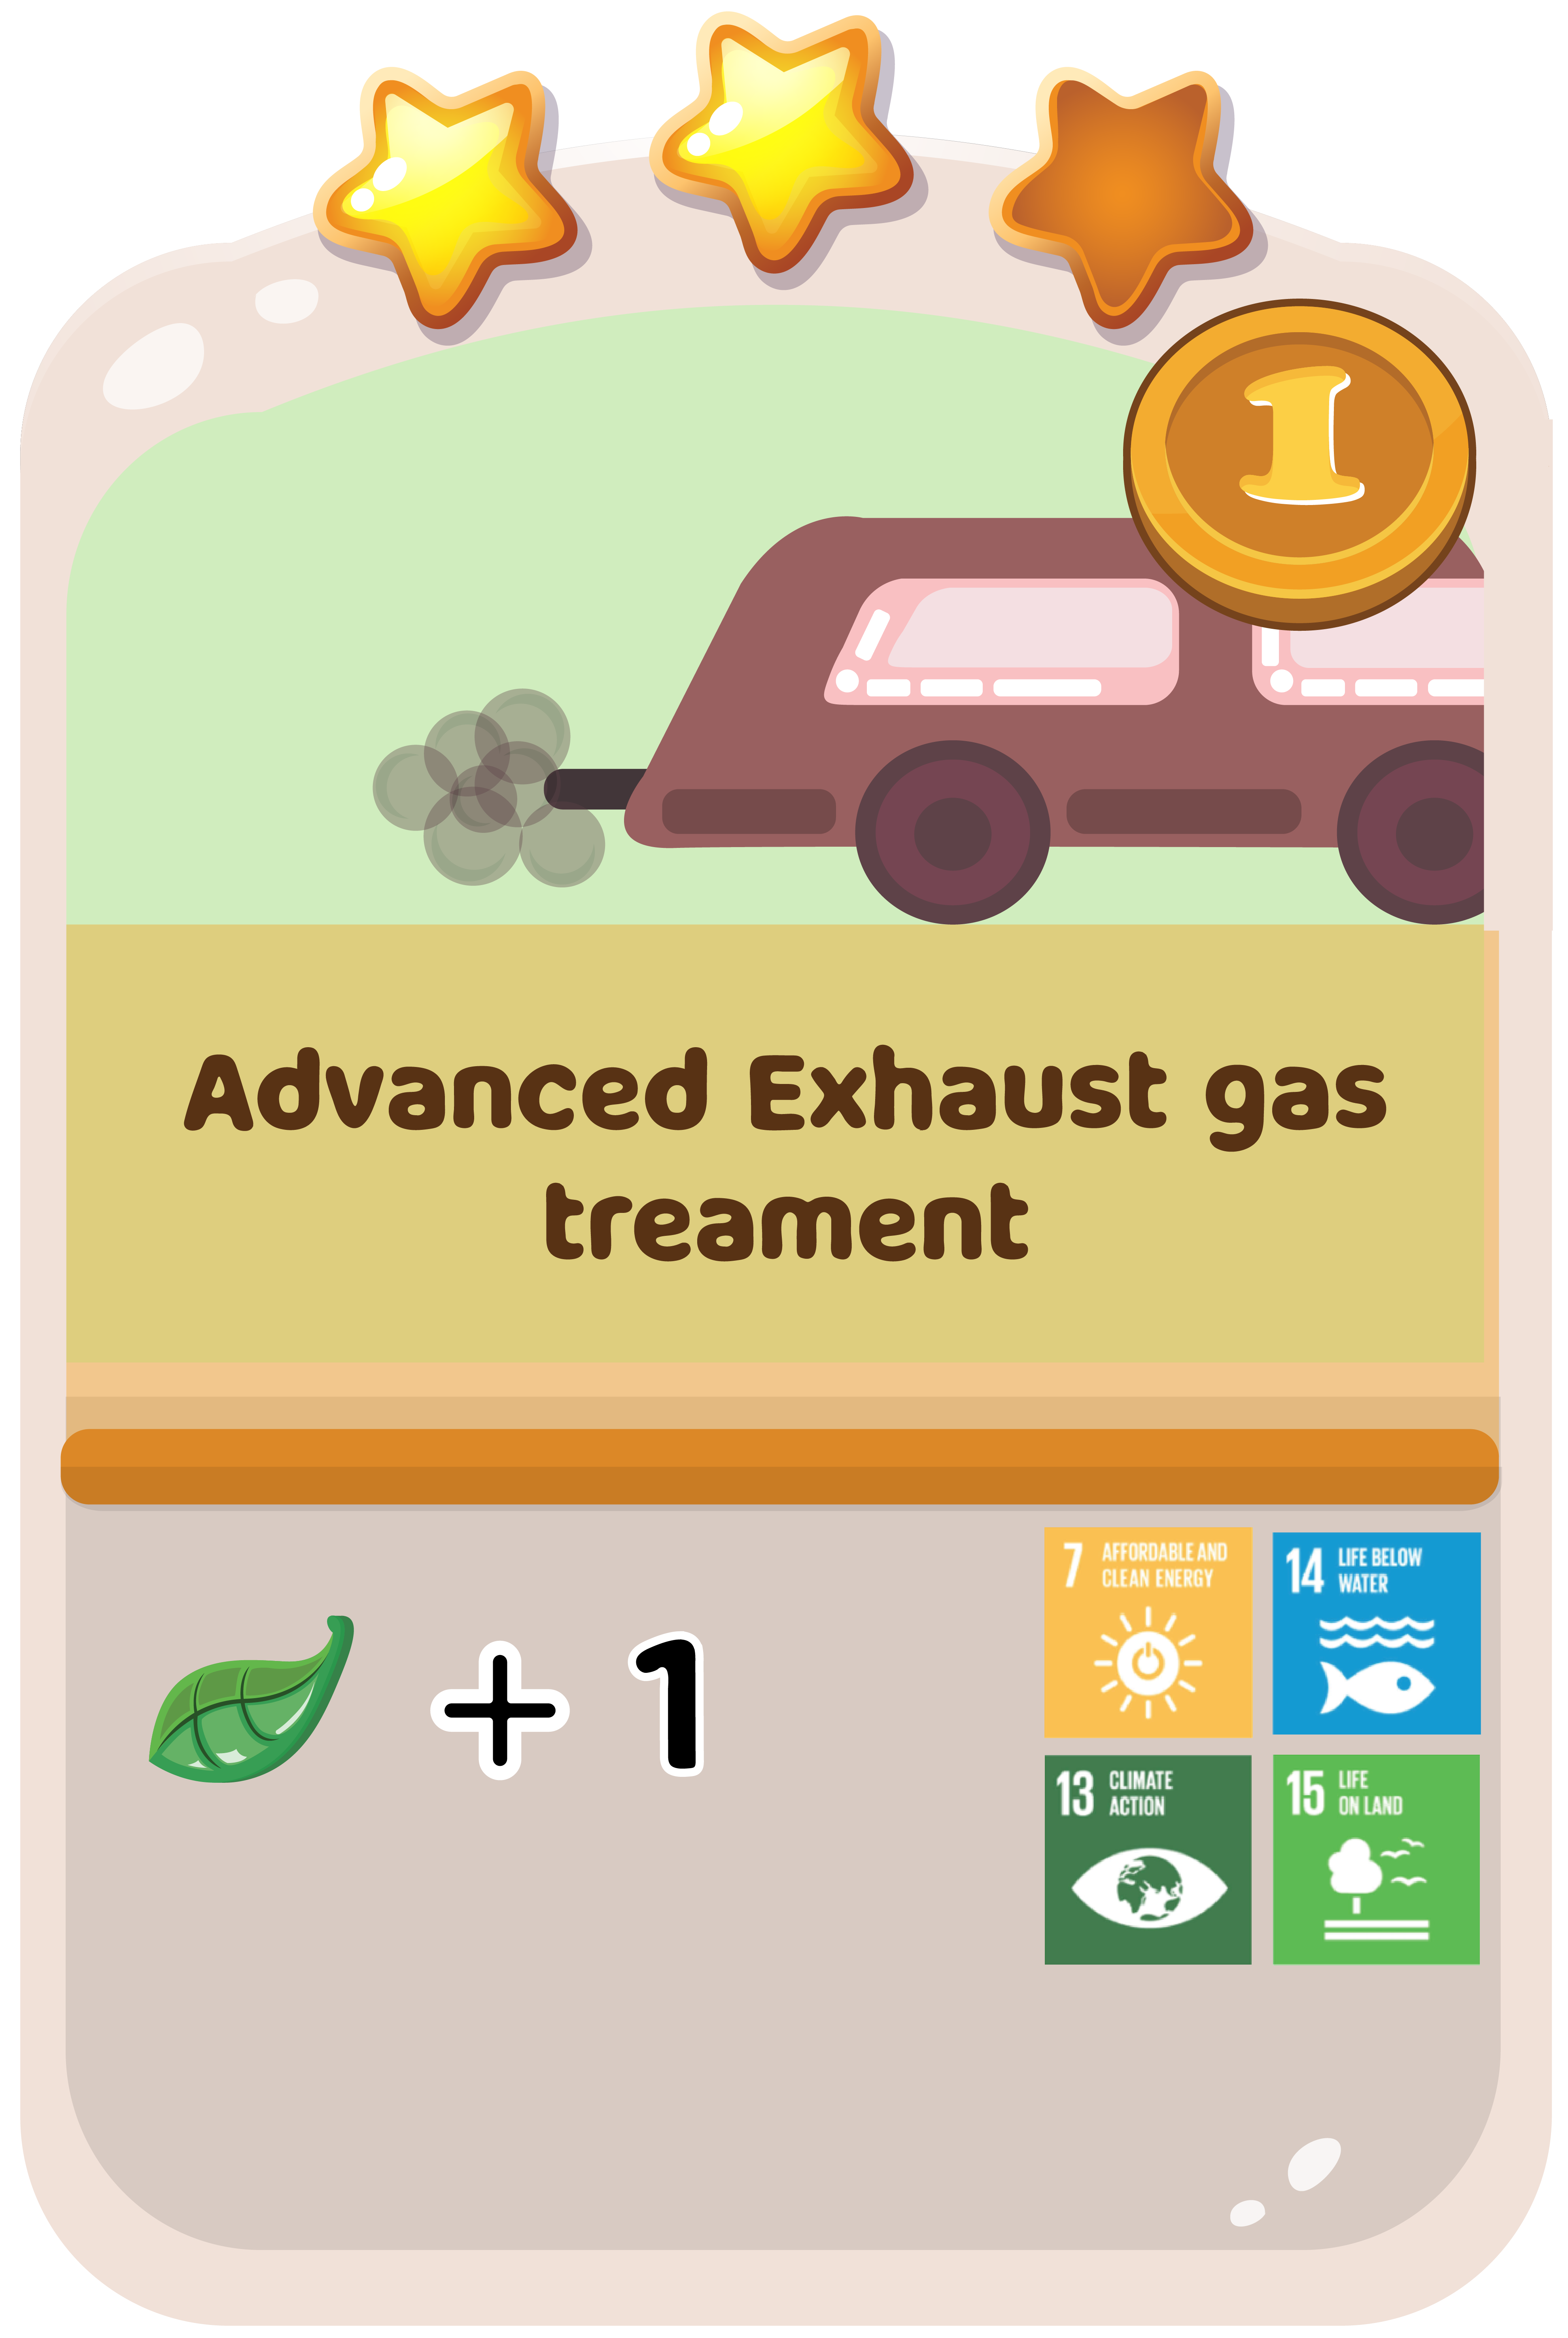 1
Advanced Exhaust gas
treament
+ 1
7 AFFORDABLE AND
CLEAN ENERGY
14 LIFE BELOW
WATER
13 CLIMATE
ACTION
15 LIFE
ON LAND